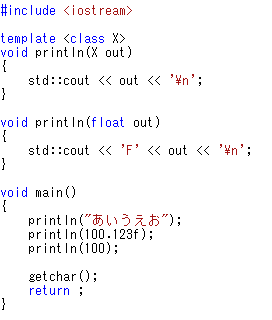 #include <iostream>
template <class X>
void println(X out)
{
    std::cout << out << '¥n';
}
void println(float out)
{
    std::cout << 'F' << out << '¥n';
}
void main()
{
    println("あいうえお");
    println(100.123f);
    println(100);
    getchar();
    return ;
}